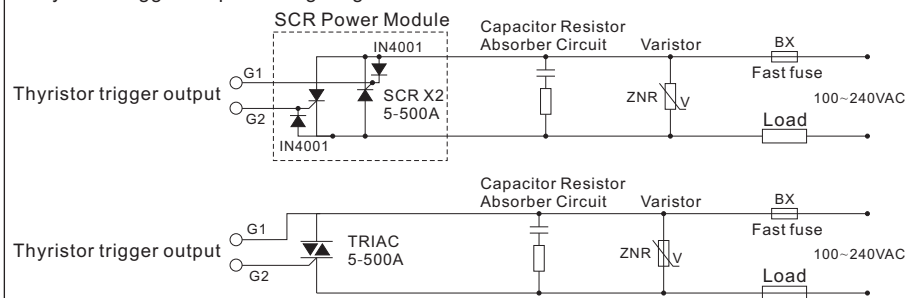 SCR Power Module
Capacitor Resistor
Absorber Circuit
Varistor
BX
Fast fuse
IN4001
G1
Thyristor trigger output
G2
SCR X2
5-500A
IN4001
ZNR
V
100~240VAC
Load
Capacitor Resistor
Absorber Circuit
Varistor
BX
Fast fuse
G1
Thyristor trigger output
G2
TRIAC
5-500A
ZNR
V
100~240VAC
Load